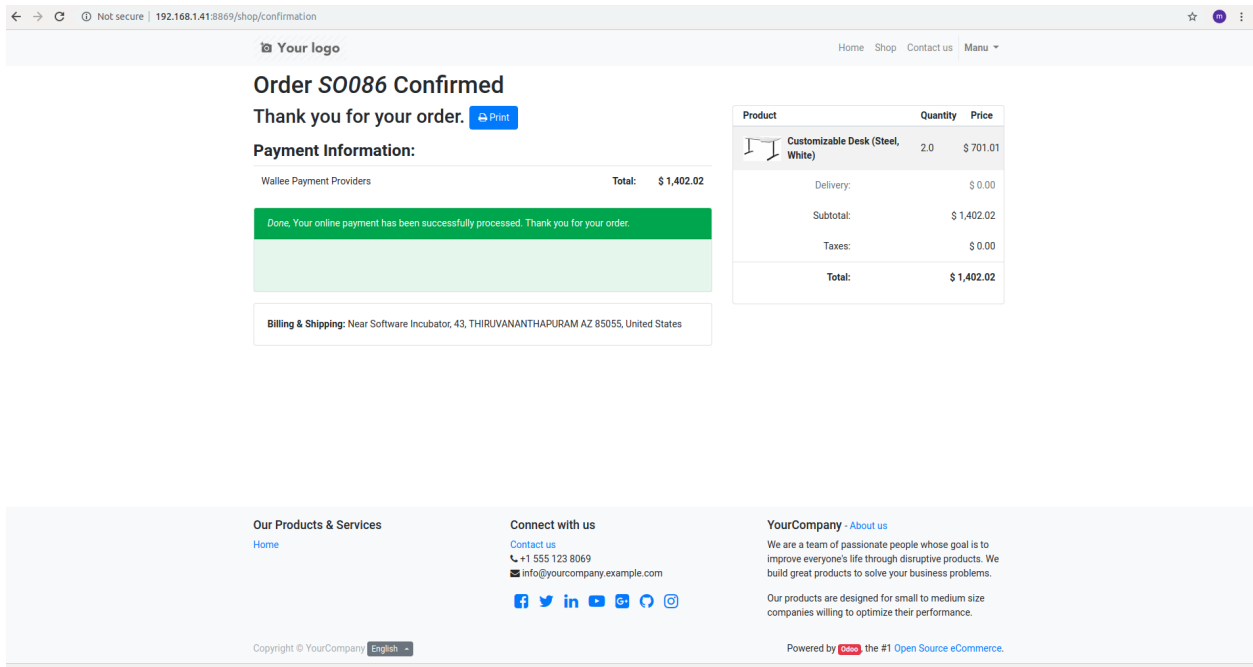 Not secure | 192.168.1.41:8869/shop/confirmation
m
Your logo
Home Shop Contact us Manu
Order SO086 Confirmed
Thank you for your order. Print
Payment Information:
Wallee Payment Providers Total: $ 1,402.02
Done, Your online payment has been successfully processed. Thank you for your order.
Billing & Shipping: Near Software Incubator, 43, THIRUVANANTHAPURAM AZ 85055, United States
Product Quantity Price
Customizable Desk (Steel,
White) 2.0 $ 701.01
Delivery: $ 0.00
Subtotal: $ 1,402.02
Taxes: $ 0.00
Total: $ 1,402.02
Our Products & Services
Home
Connect with us
Contact us
+1 555 123 8069
info@yourcompany.example.com
YourCompany - About us
We are a team of passionate people whose goal is to
improve everyone's life through disruptive products. We
build great products to solve your business problems.
Our products are designed for small to medium size
companies willing to optimize their performance.
Copyright © YourCompany English
Powered by Odoo, the #1 Open Source eCommerce.